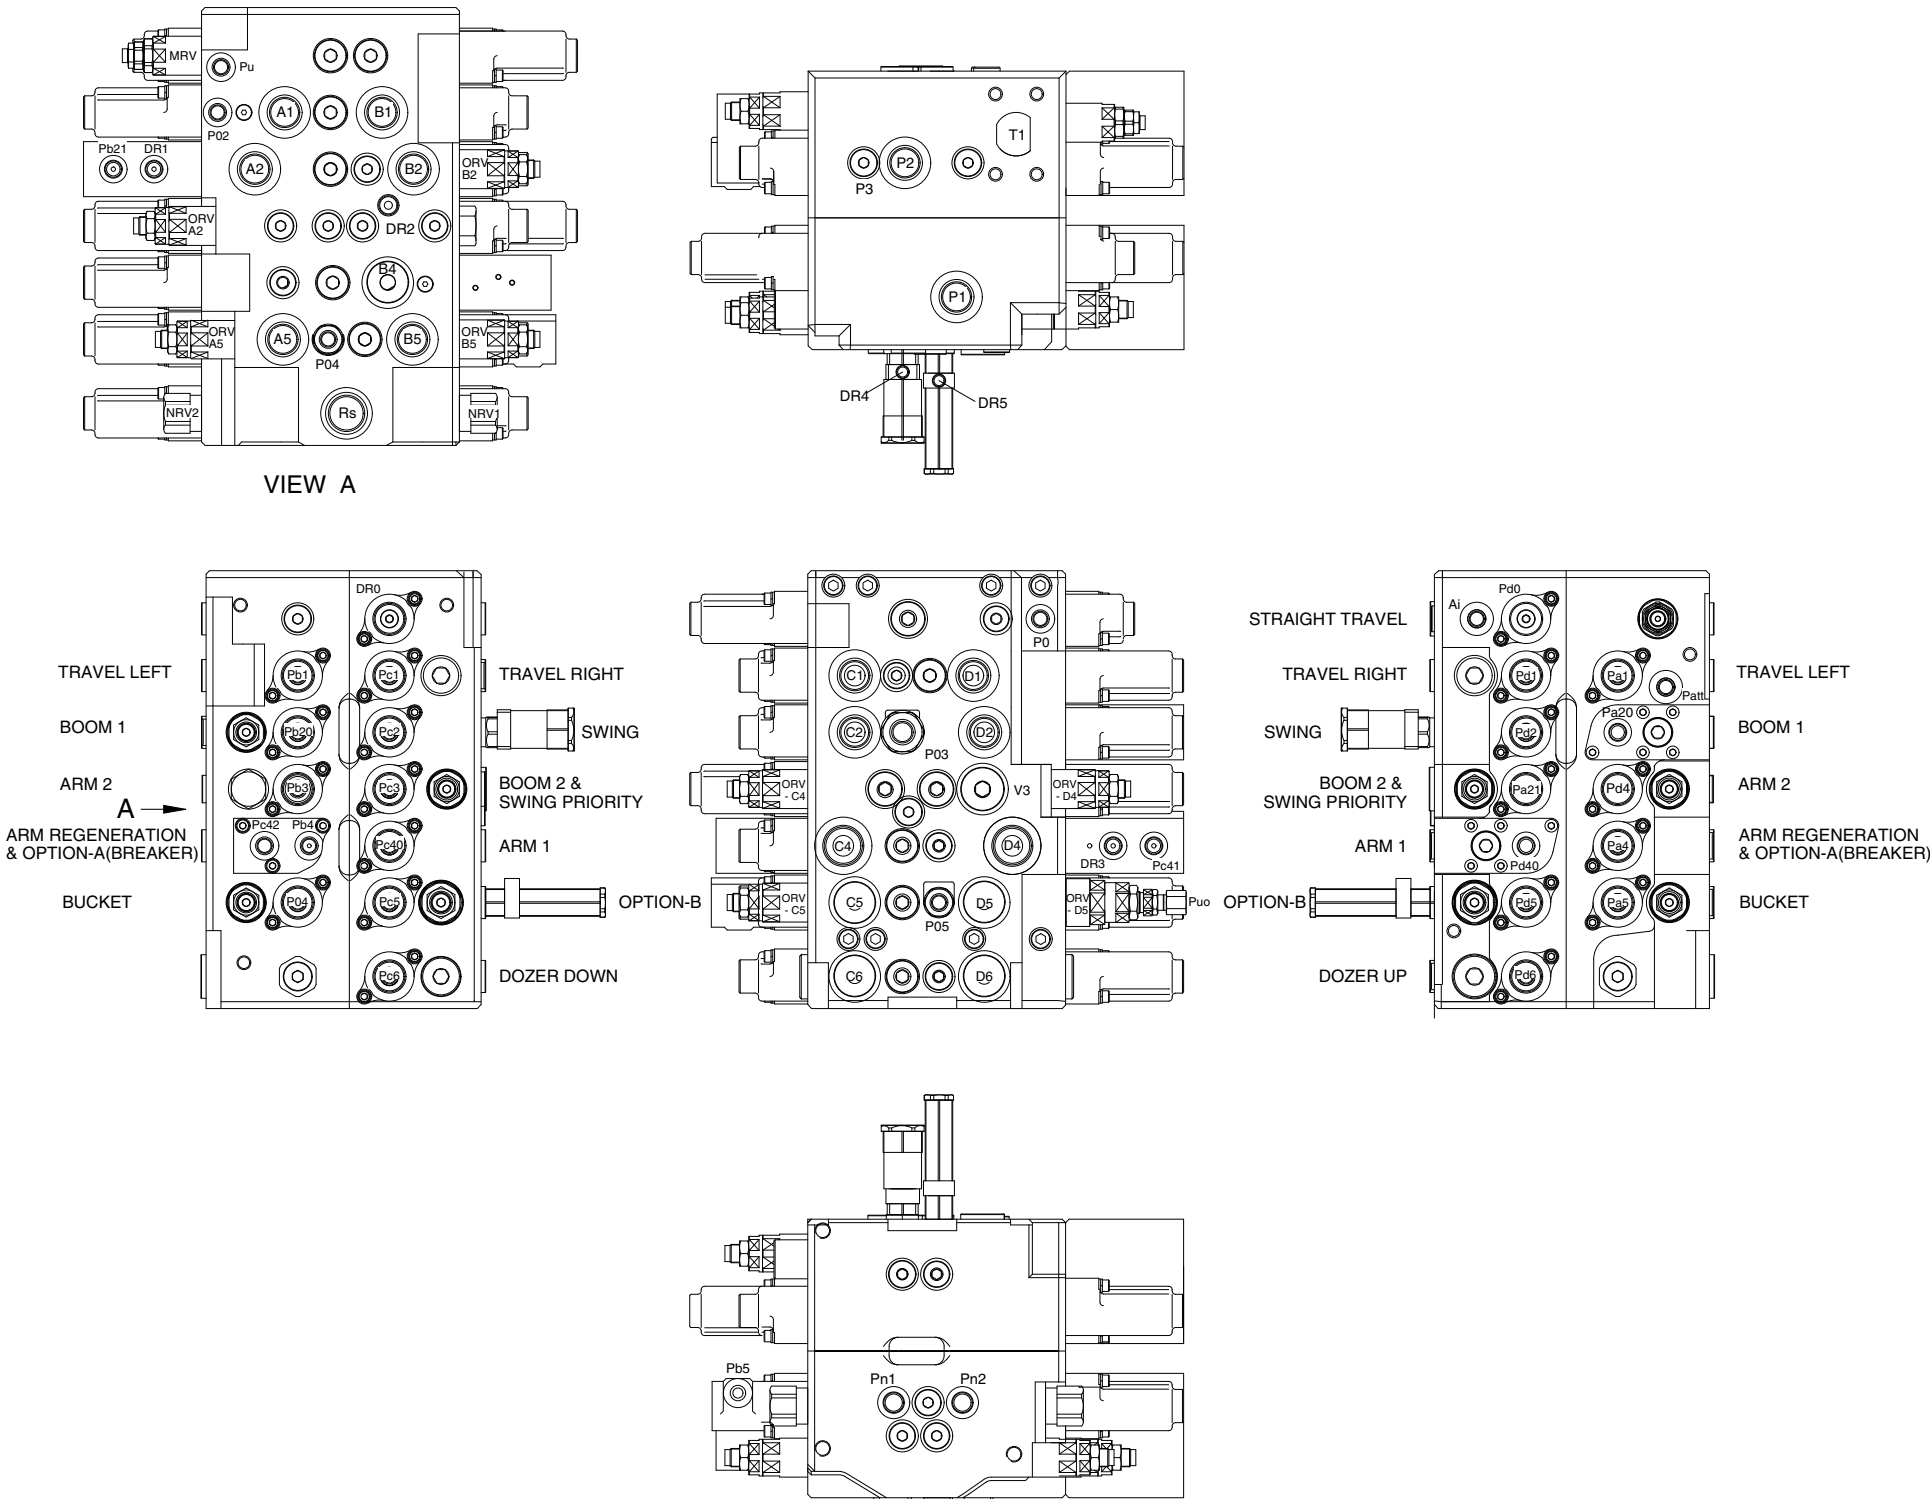 MRV
Pu
A1
B1
P02
Pb21
DR1
A2
B2
ORV
B2
ORV
A2
DR2
B4
ORV
A5
A5
B5
ORV
B5
P04
NRV2
Rs
NRV1
VIEW A
T1
P3
P2
P1
DR4
DR5
DR0
TRAVEL LEFT
Pb1
Pc1
TRAVEL RIGHT
BOOM 1
Pb20
Pc2
SWING
ARM 2
Pb3
Pc3
BOOM 2 &
SWING PRIORITY
A
ARM REGENERATION
& OPTION-A(BREAKER)
Pc42
Pb4
Pc40
ARM 1
BUCKET
P04
Pc5
OPTION-B
Pc6
DOZER DOWN
P0
C1
D1
C2
D2
P03
ORV
- C4
V3
ORV
- D4
C4
D4
DR3
Pc41
ORV
- C5
C5
D5
ORV
- D5
Puo
P05
C6
D6
Pd0
Ai
STRAIGHT TRAVEL
TRAVEL RIGHT
Pd1
Pa1
TRAVEL LEFT
Patt
SWING
Pd2
Pa20
BOOM 1
BOOM 2 &
SWING PRIORITY
Pa21
Pd4
ARM 2
ARM 1
Pd40
Pa4
ARM REGENERATION
& OPTION-A(BREAKER)
OPTION-B
Pd5
Pa5
BUCKET
DOZER UP
Pd6
Pb5
Pn1
Pn2